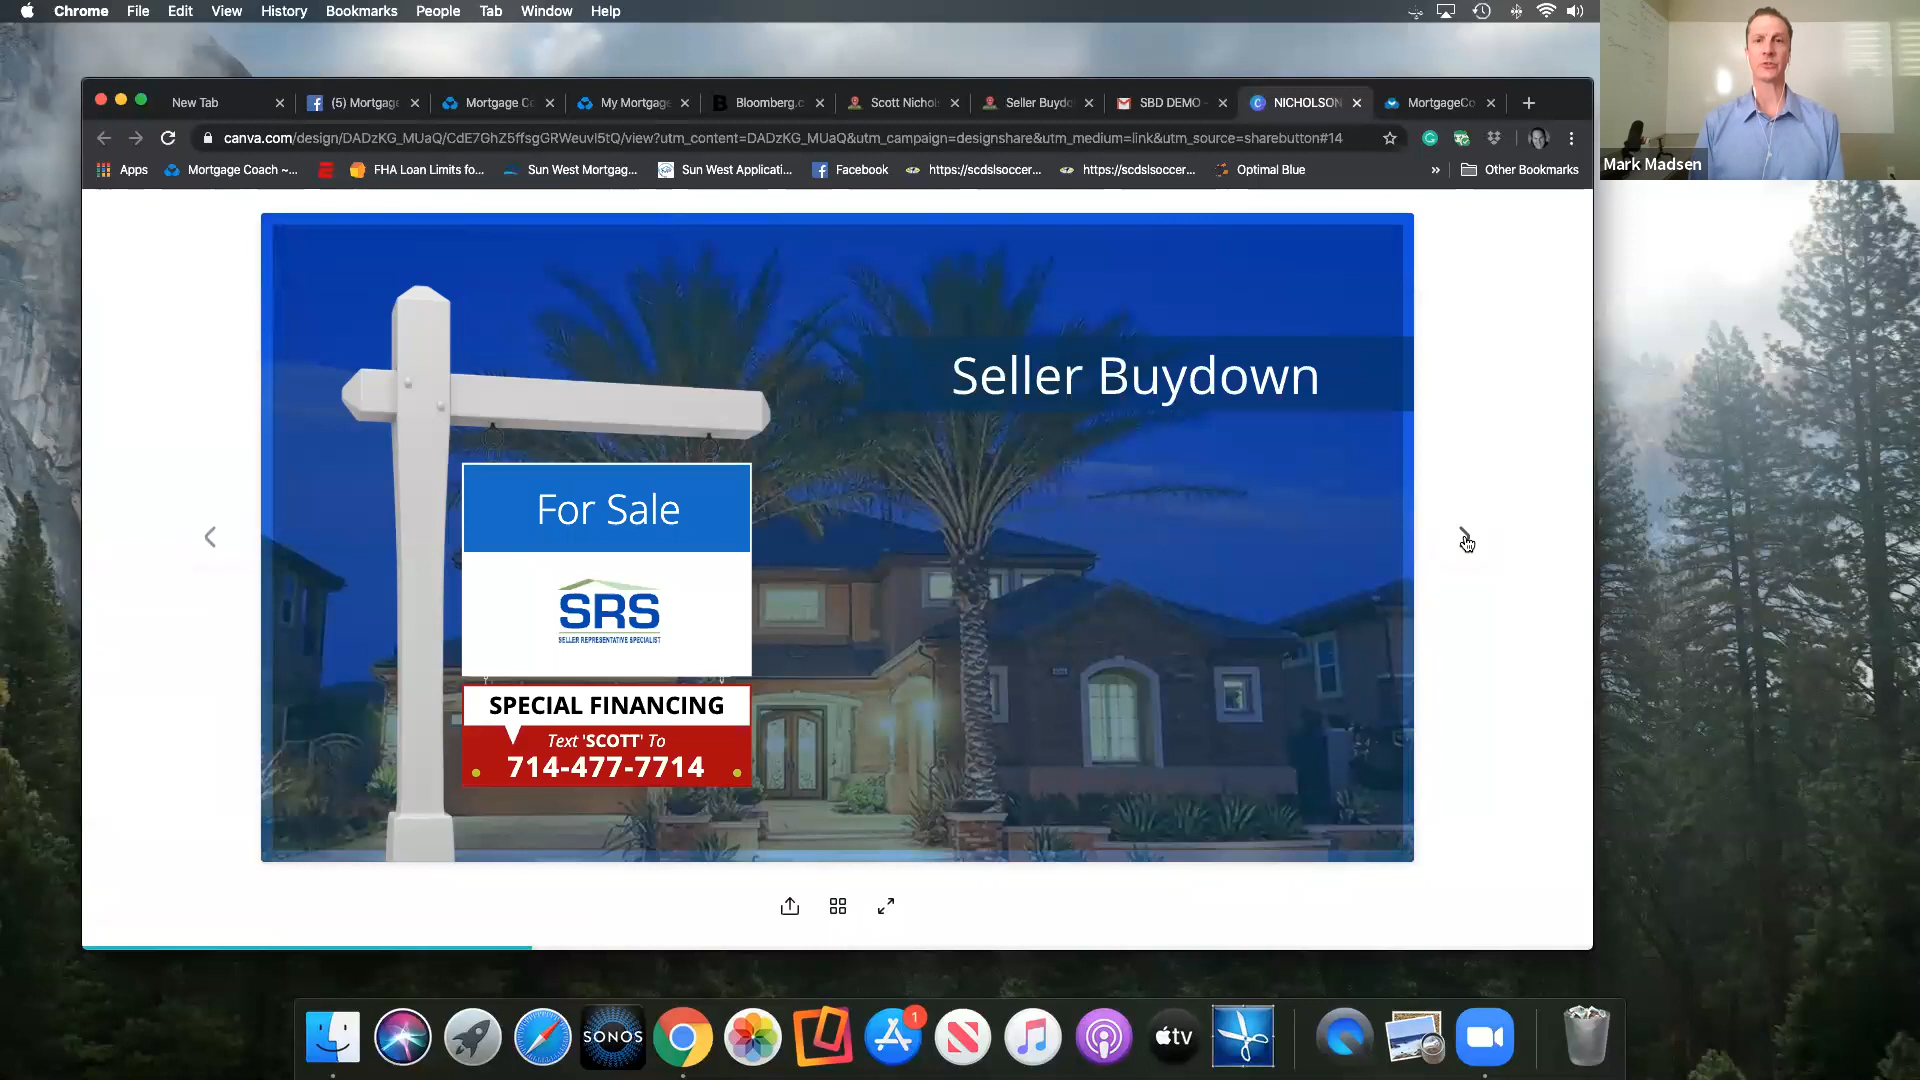 Chrome File Edit View History Bookmarks People Tab Window Help
New Tab
(5) Mortgage
Mortgage Co
My Mortgage
Bloomberg.c
Scott Nichol
Seller Buydo
SBD DEMO -
NICHOLSON
MortgageCo
canva.com/design/DADzKG_MUaQ/CdE7GhZ5ffsgGRWeuvl5tQ/view?utm_content=DADzKG_MUaQ&utm_campaign=designshare&utm_medium=link&utm_source=sharebutton#14
Apps
Mortgage Coach ~...
FHA Loan Limits fo...
Sun West Mortgag...
Sun West Applicati...
Facebook
https://scdslsoccer...
https://scdslsoccer...
Optimal Blue
»
Other Bookmarks
Mark Madsen
Seller Buydown
For Sale
SRS
SELLER REPRESENTATIVE SPECIALIST
SPECIAL FINANCING
Text 'SCOTT' To
714-477-7714
1
SONOS
tv